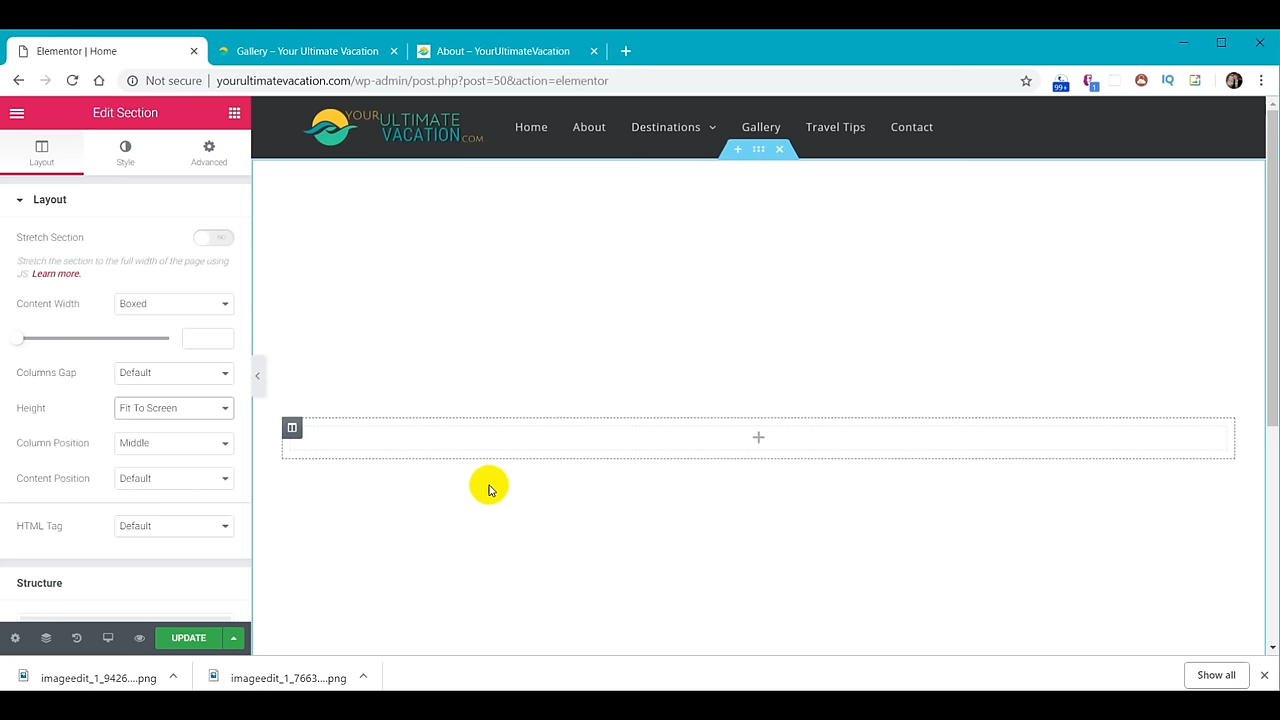 Elementor | Home
Gallery – Your Ultimate Vacation
About – YourUltimateVacation
Not secure | yourultimatevacation.com/wp-admin/post.php?post=50&action=elementor
99+
1
IQ
Edit Section
YOUR ULTIMATE
VACATION.COM
Home
About
Destinations
Gallery
Travel Tips
Contact
Layout
Style
Advanced
Layout
Stretch Section
NO
Stretch the section to the full width of the page using
JS. Learn more.
Content Width
Boxed
Columns Gap
Default
Height
Fit To Screen
Column Position
Middle
Content Position
Default
HTML Tag
Default
Structure
UPDATE
imageedit_1_9426....png
imageedit_1_7663....png
Show all